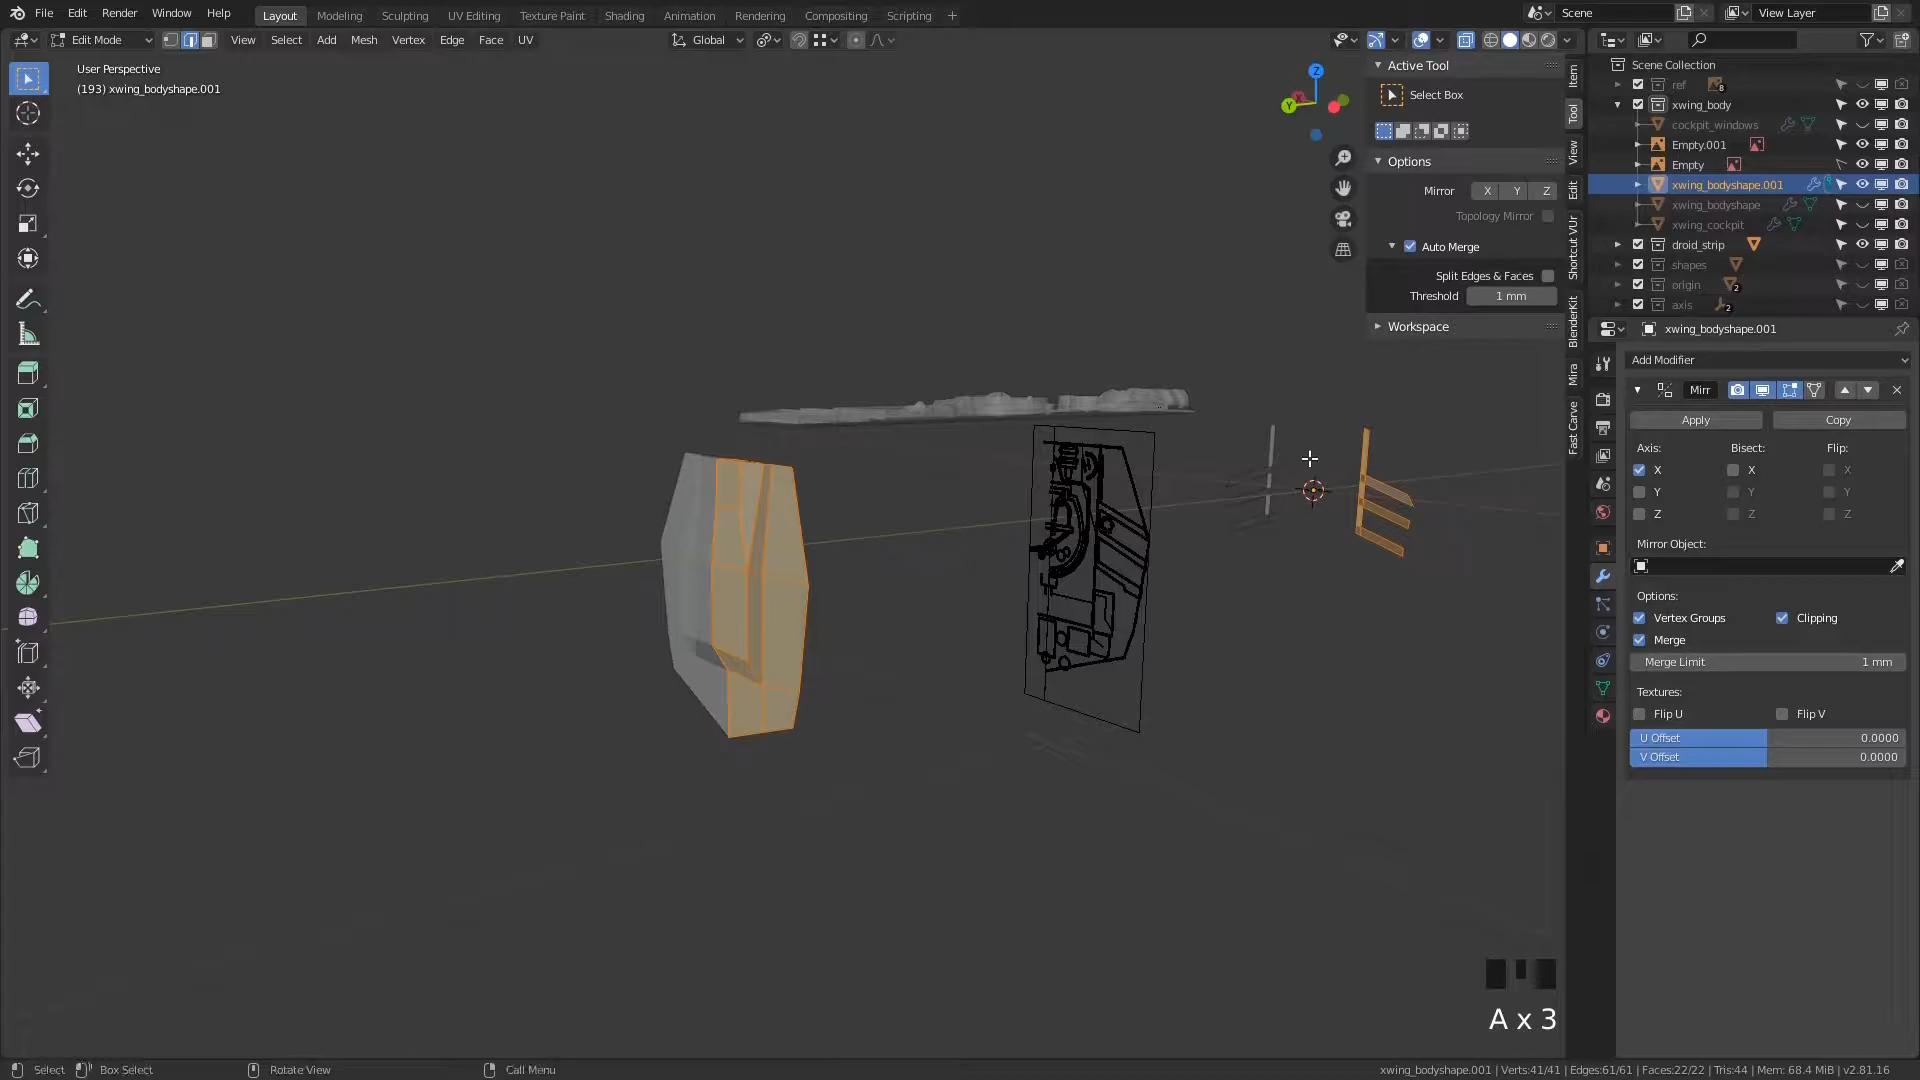 File Edit Render Window Help
Layout Modeling Sculpting UV Editing Texture Paint Shading Animation Rendering Compositing Scripting +
Scene
View Layer
Edit Mode
View Select Add Mesh Vertex Edge Face UV
Global
User Perspective
(193) xwing_bodyshape.001
Z
Y
Active Tool
Select Box
Options
Mirror X Y Z
Topology Mirror
Auto Merge
Split Edges & Faces
Threshold 1 mm
Workspace
Item
Tool
View
Edit
Shortcut VUr
BlenderKit
Mira
Fast Carve
Scene Collection
ref 8
xwing_body
cockpit_windows
Empty.001
Empty
xwing_bodyshape.001
xwing_bodyshape
xwing_cockpit
droid_strip
shapes
origin 2
axis 2
xwing_bodyshape.001
Add Modifier
Mirr
Apply Copy
Axis: Bisect: Flip:
X X X
Y Y Y
Z Z Z
Mirror Object:
Options:
Vertex Groups Clipping
Merge
Merge Limit 1 mm
Textures:
Flip U Flip V
U Offset 0.0000
V Offset 0.0000
A x 3
Select Box Select Rotate View Call Menu
xwing_bodyshape.001 | Verts:41/41 | Edges:61/61 | Faces:22/22 | Tris:44 | Mem: 68.4 MiB | v2.81.16